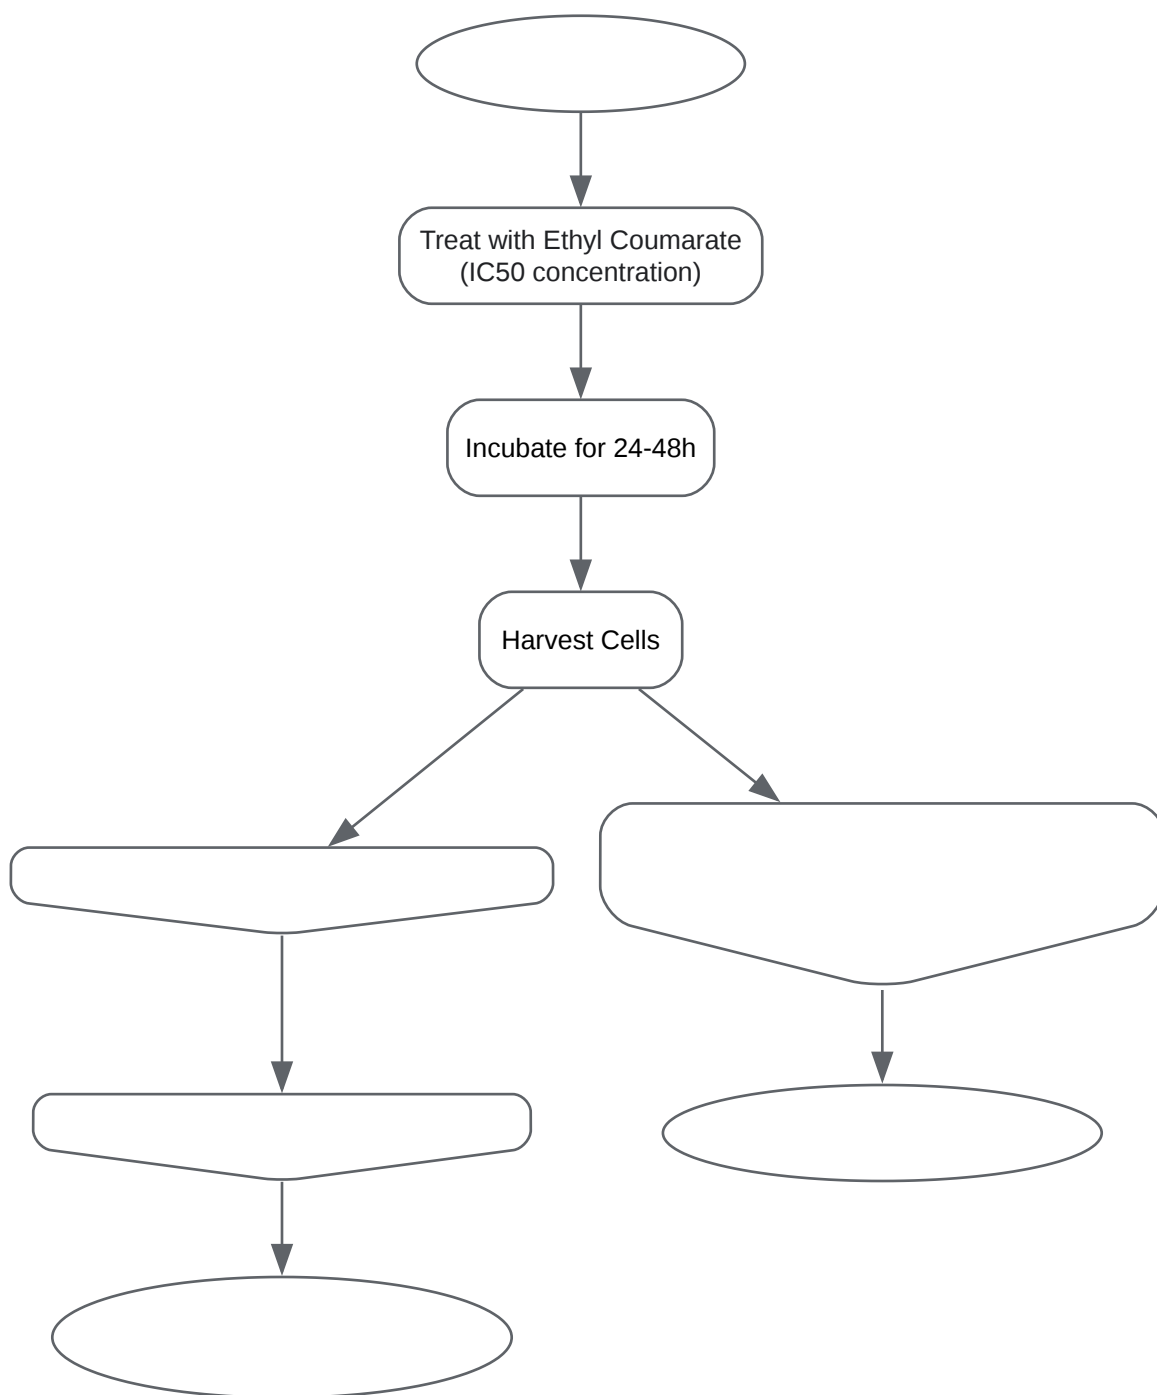 Treat with Ethyl Coumarate
(IC50 concentration)
Incubate for 24-48h
Harvest Cells